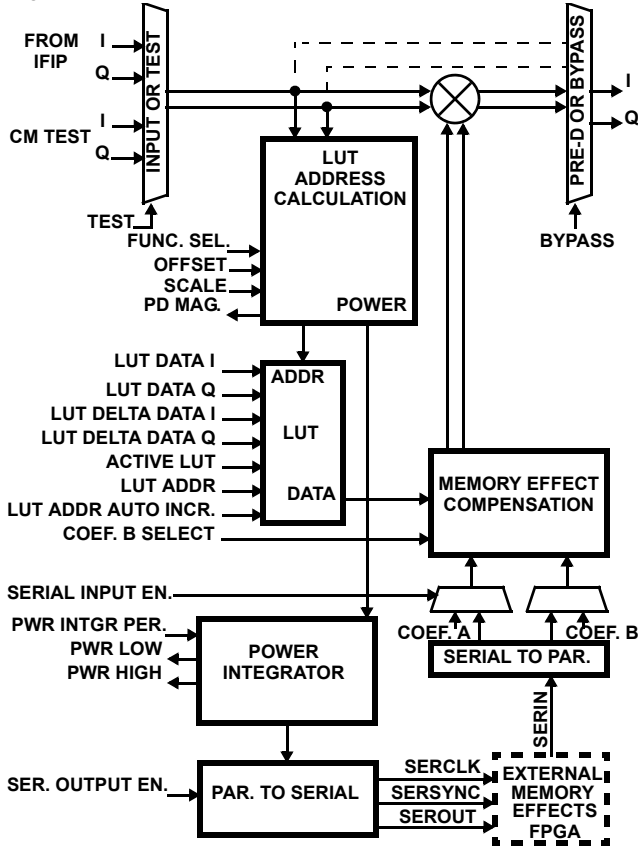 FROM
IFIP
I
Q
CM TEST
I
Q
INPUT OR TEST
TEST
PRE-D OR BYPASS
I
Q
BYPASS
LUT
ADDRESS
CALCULATION
POWER
FUNC. SEL.
OFFSET
SCALE
PD MAG.
LUT DATA I
LUT DATA Q
LUT DELTA DATA I
LUT DELTA DATA Q
ACTIVE LUT
LUT ADDR
LUT ADDR AUTO INCR.
COEF. B SELECT
ADDR
LUT
DATA
MEMORY EFFECT
COMPENSATION
SERIAL INPUT EN.
COEF. A
COEF. B
SERIAL TO PAR.
PWR INTGR PER.
PWR LOW
PWR HIGH
POWER
INTEGRATOR
SERIN
SER. OUTPUT EN.
PAR. TO SERIAL
SERCLK
SERSYNC
SEROUT
EXTERNAL
MEMORY
EFFECTS
FPGA